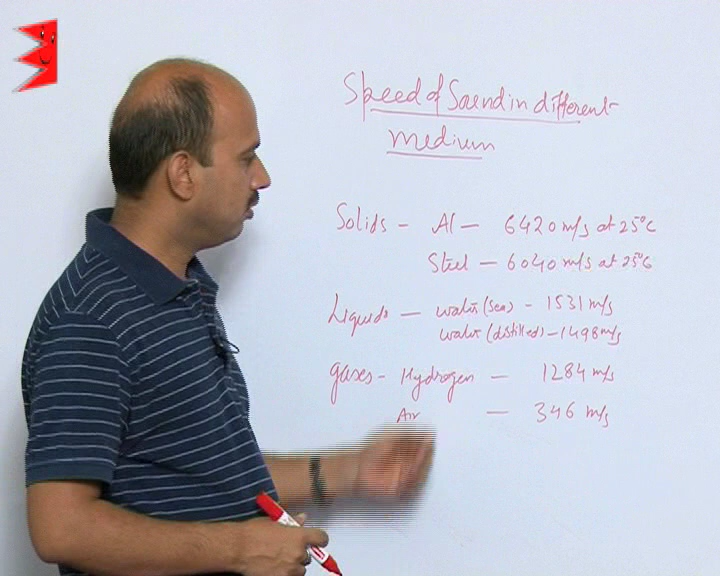 Speed of Sound in different
medium
Solids - Al - 6420 m/s at 25°C
Steel - 6040 m/s at 25°C
Liquids - water (sea) - 1531 m/s
water (distilled) - 1498 m/s
gases - Hydrogen - 1284 m/s
Air - 346 m/s